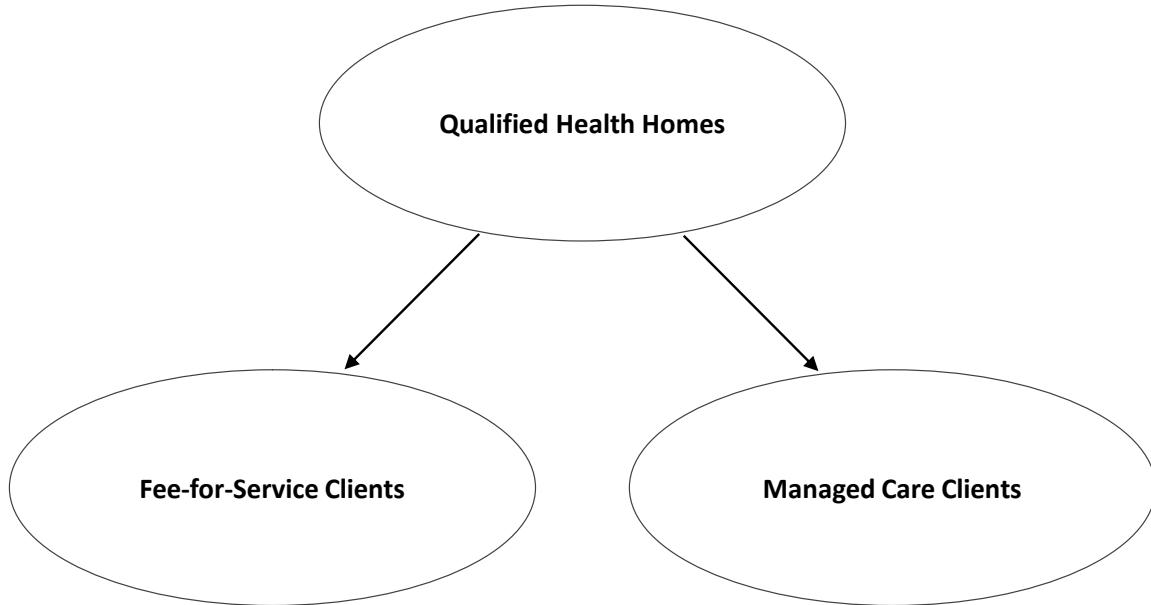 Qualified Health Homes
Fee-for-Service Clients
Managed Care Clients